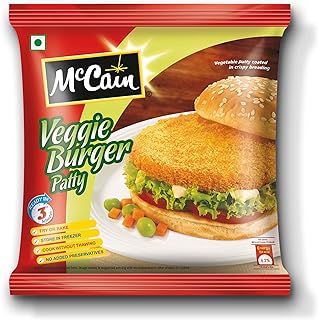 McCain
Vegetable patty coated
in crispy breading
Veggie
Burger
Patty
READY IN
3
FRY OR BAKE
STORE IN FREEZER
COOK WITHOUT THAWING
NO ADDED PRESERVATIVES
Energy